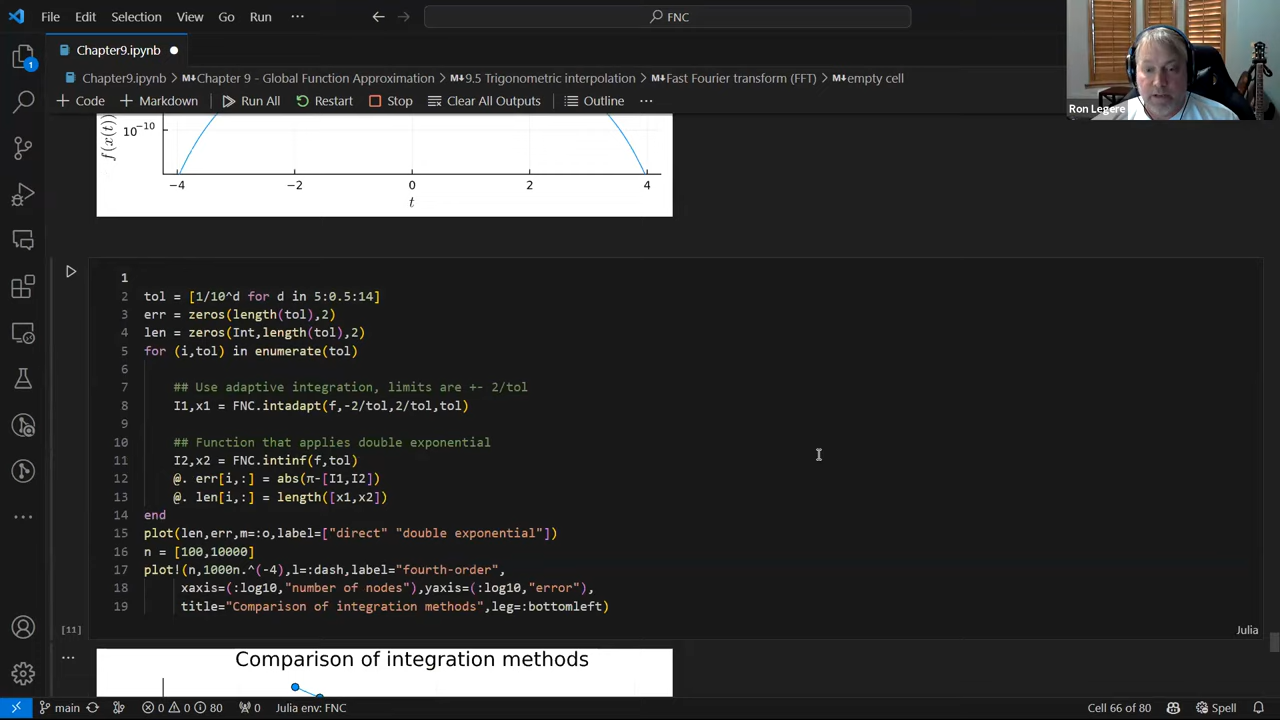 File Edit Selection View Go Run ··· FNC
Chapter9.ipynb
Chapter9.ipynb > Chapter 9 - Global Function Approximation > 9.5 Trigonometric interpolation > Fast Fourier transform (FFT) > empty cell
+ Code + Markdown Run All Restart Stop Clear All Outputs Outline ···
Ron Legere
f(x(t))
10^-10
−4 −2 0 2 4
t
1
2 tol = [1/10^d for d in 5:0.5:14]
3 err = zeros(length(tol),2)
4 len = zeros(Int,length(tol),2)
5 for (i,tol) in enumerate(tol)
6
7 ## Use adaptive integration, limits are +- 2/tol
8 I1,x1 = FNC.intadapt(f,-2/tol,2/tol,tol)
9
10 ## Function that applies double exponential
11 I2,x2 = FNC.intinf(f,tol)
12 @. err[i,:] = abs(π-[I1,I2])
13 @. len[i,:] = length([x1,x2])
14 end
15 plot(len,err,m=:o,label=["direct" "double exponential"])
16 n = [100,10000]
17 plot!(n,1000n.^(-4),l=:dash,label="fourth-order",
18 xaxis=(:log10,"number of nodes"),yaxis=(:log10,"error"),
19 title="Comparison of integration methods",leg=:bottomleft)
[11] Julia
Comparison of integration methods
main 0 0 80 0 Julia env: FNC Cell 66 of 80 Spell